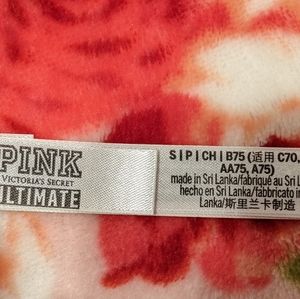 PINK
VICTORIA'S SECRET
ULTIMATE
S | P | CH | B75 (适用 C70,
AA75, A75)
made in Sri Lanka/fabriqué au Sri L
hecho en Sri Lanka/fabbricato in
Lanka/斯里兰卡制造